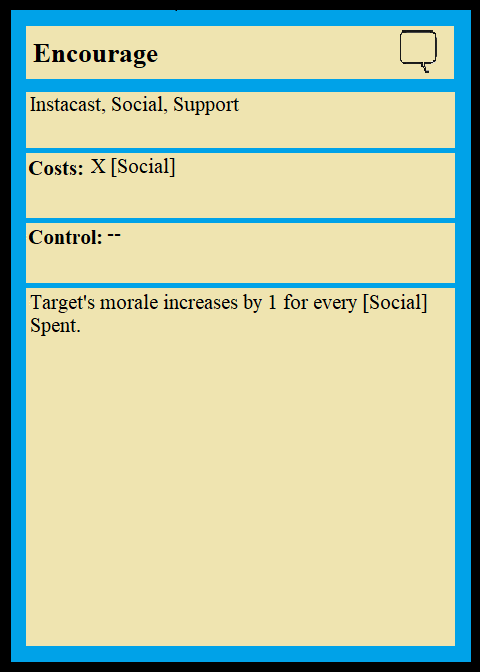 Encourage
Instacast, Social, Support
Costs: X [Social]
Control: --
Target's morale increases by 1 for every [Social]
Spent.